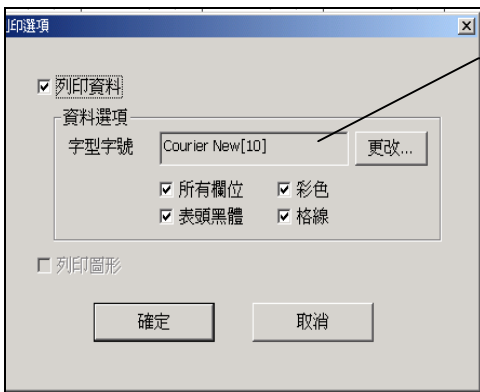 印選項
列印資料
資料選項
字型字號 Courier New[10] 更改...
所有欄位 彩色
表頭黑體 格線
列印圖形
確定 取消